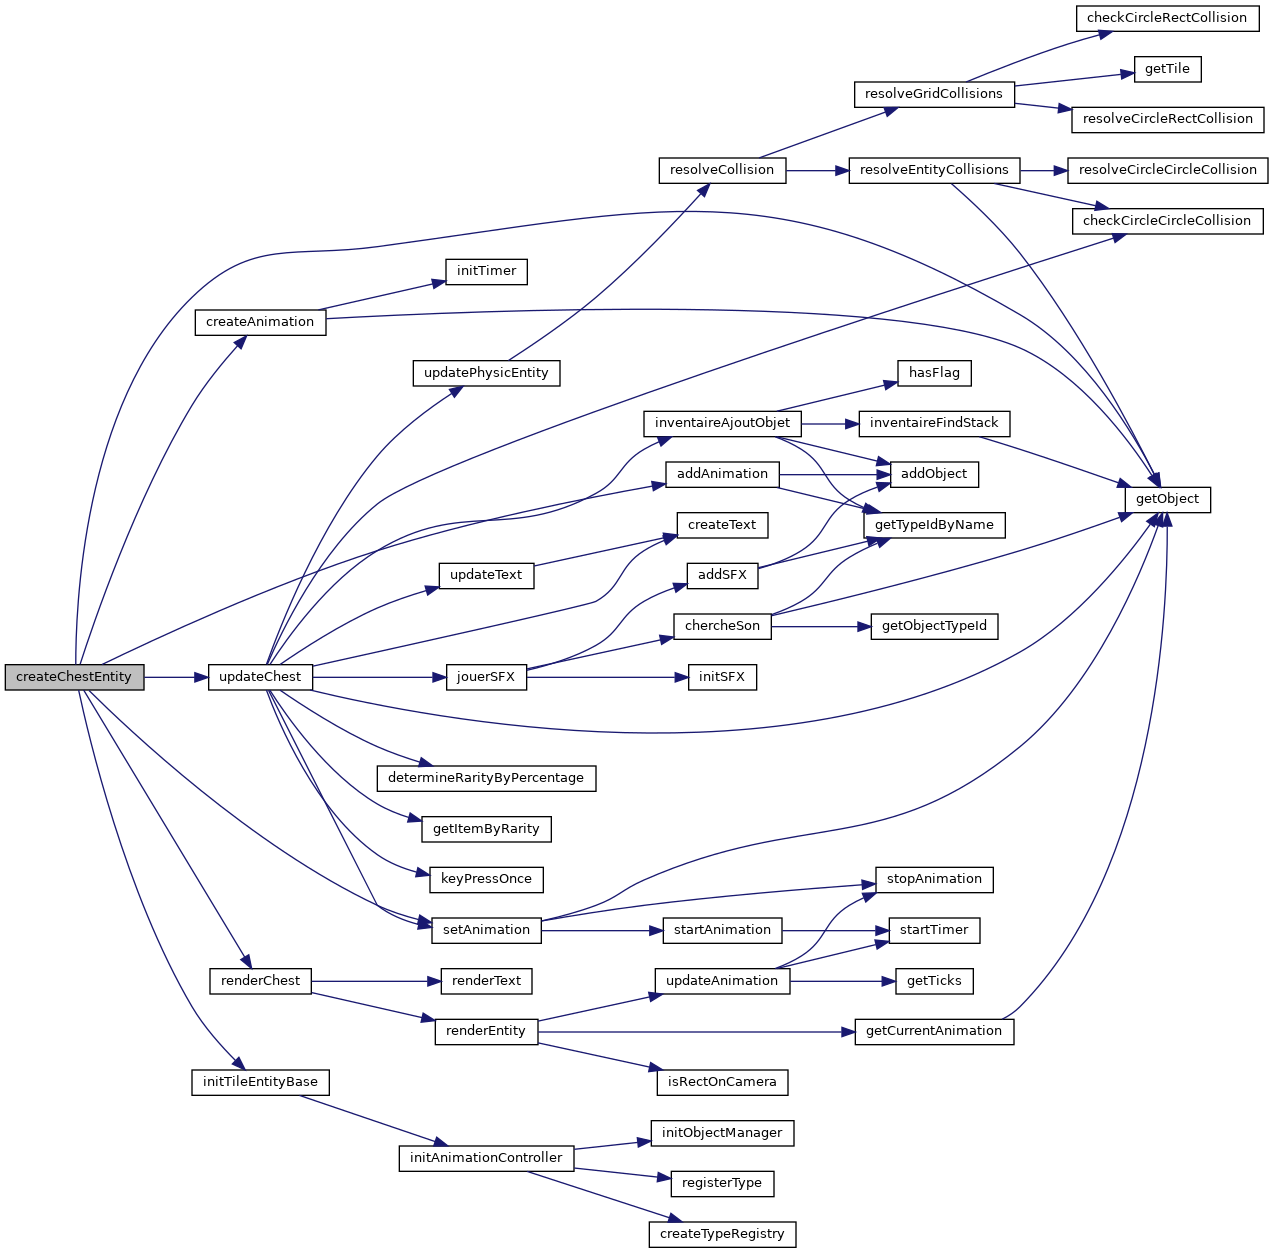 checkCircleRectCollision
getTile
resolveGridCollisions
resolveCircleRectCollision
resolveCollision
resolveEntityCollisions
resolveCircleCircleCollision
checkCircleCircleCollision
initTimer
createAnimation
updatePhysicEntity
hasFlag
inventaireAjoutObjet
inventaireFindStack
addAnimation
addObject
getObject
createText
getTypeIdByName
updateText
addSFX
chercheSon
getObjectTypeId
createChestEntity
updateChest
jouerSFX
initSFX
determineRarityByPercentage
getItemByRarity
keyPressOnce
stopAnimation
setAnimation
startAnimation
startTimer
renderChest
renderText
updateAnimation
getTicks
renderEntity
getCurrentAnimation
initTileEntityBase
isRectOnCamera
initObjectManager
initAnimationController
registerType
createTypeRegistry